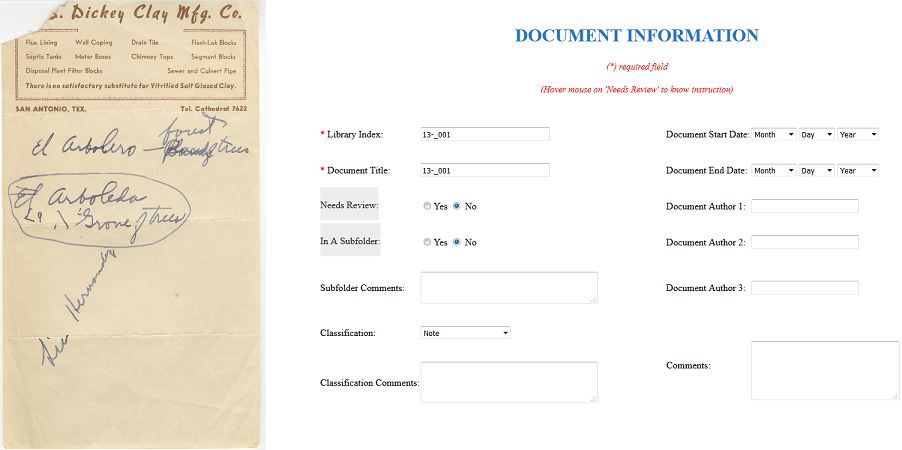 S. Dickey Clay Mfg. Co.
Flue Lining Wall Coping Drain Tile Flash-Lok Blocks
Septic Tanks Meter Boxes Chimney Tops Segment Blocks
Disposal Plant Filter Blocks Sewer and Culvert Pipe
There is no satisfactory substitute for Vitrified Salt Glazed Clay.
SAN ANTONIO, TEX. Tel. Cathedral 7622
forest
El Arbolero — of trees
El Arboleda
La " Grove of trees
Hernandez
DOCUMENT INFORMATION
(*) required field
(Hover mouse on 'Needs Review' to know instruction)
* Library Index: 13-_001
* Document Title: 13-_001
Needs Review: Yes No
In A Subfolder: Yes No
Subfolder Comments:
Classification: Note
Classification Comments:
Document Start Date: Month Day Year
Document End Date: Month Day Year
Document Author 1:
Document Author 2:
Document Author 3:
Comments: